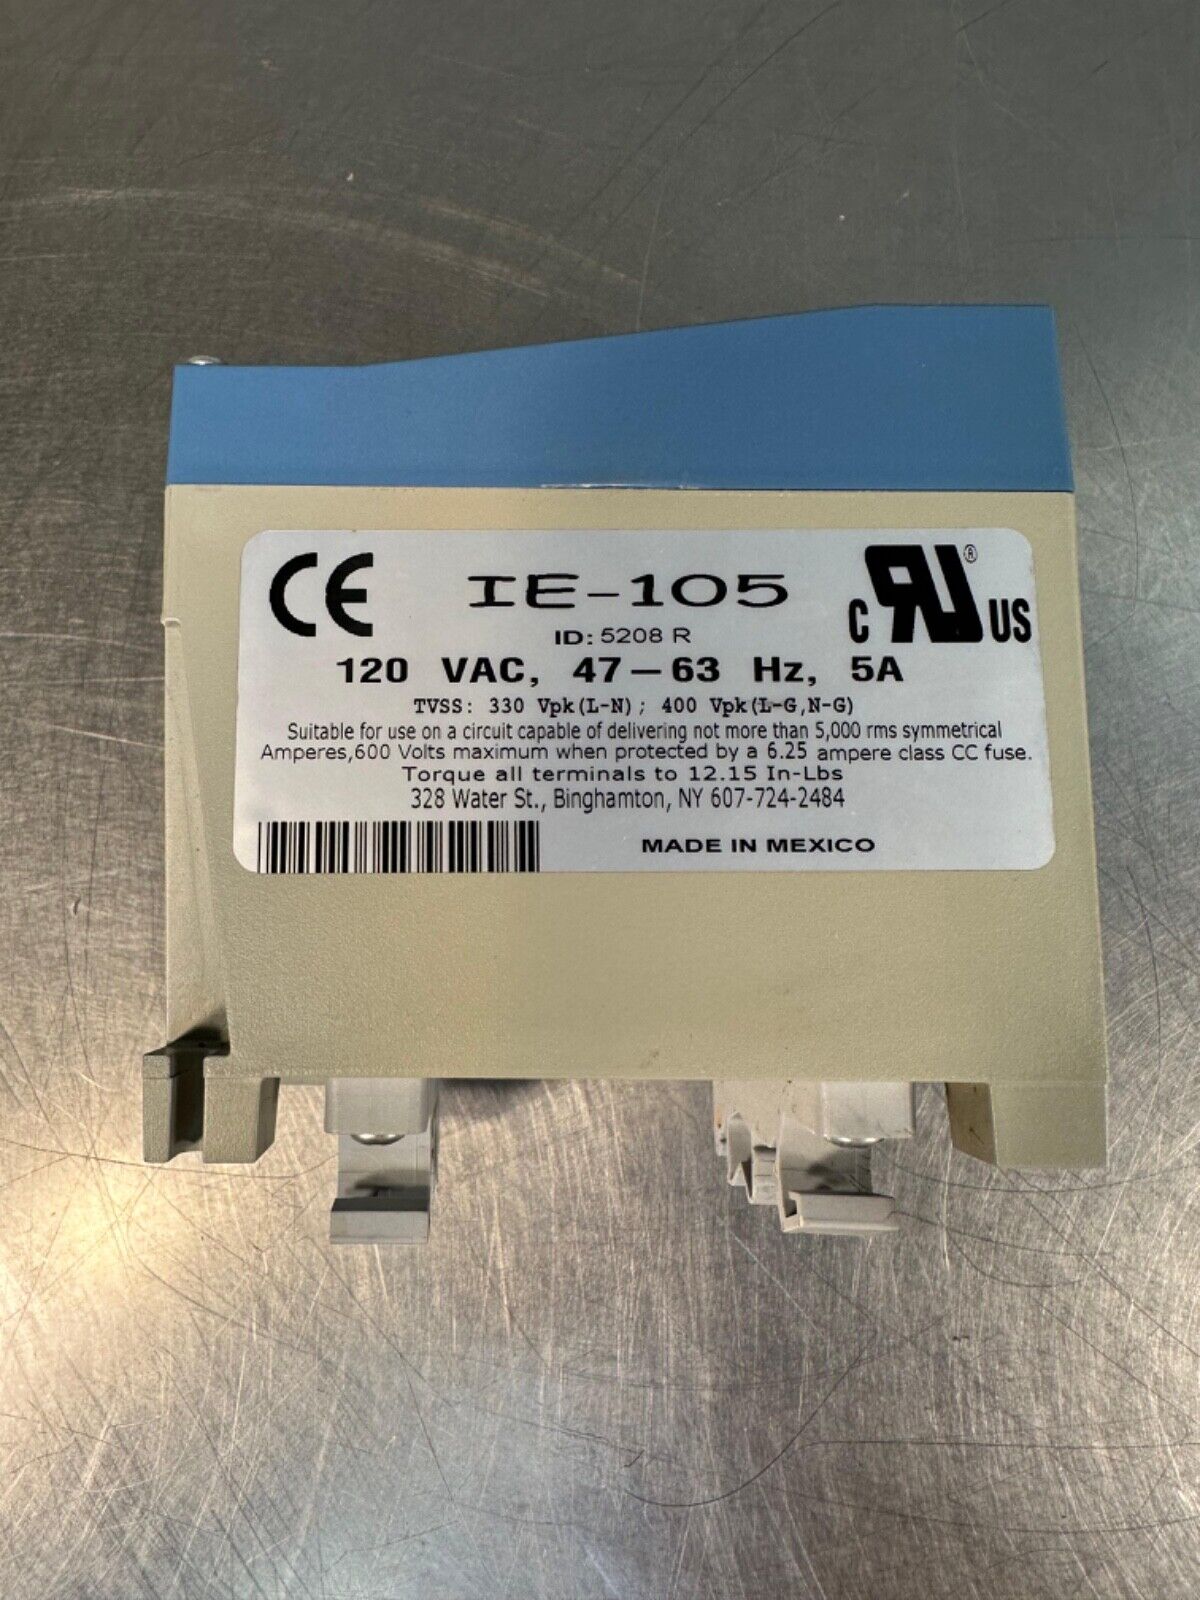 CE IE-105 C RU ® US
ID: 5208 R
120 VAC, 47-63 Hz, 5A
TVSS: 330 Vpk(L-N); 400 Vpk(L-G,N-G)
Suitable for use on a circuit capable of delivering not more than 5,000 rms symmetrical
Amperes,600 Volts maximum when protected by a 6.25 ampere class CC fuse.
Torque all terminals to 12.15 In-Lbs
328 Water St., Binghamton, NY 607-724-2484
MADE IN MEXICO